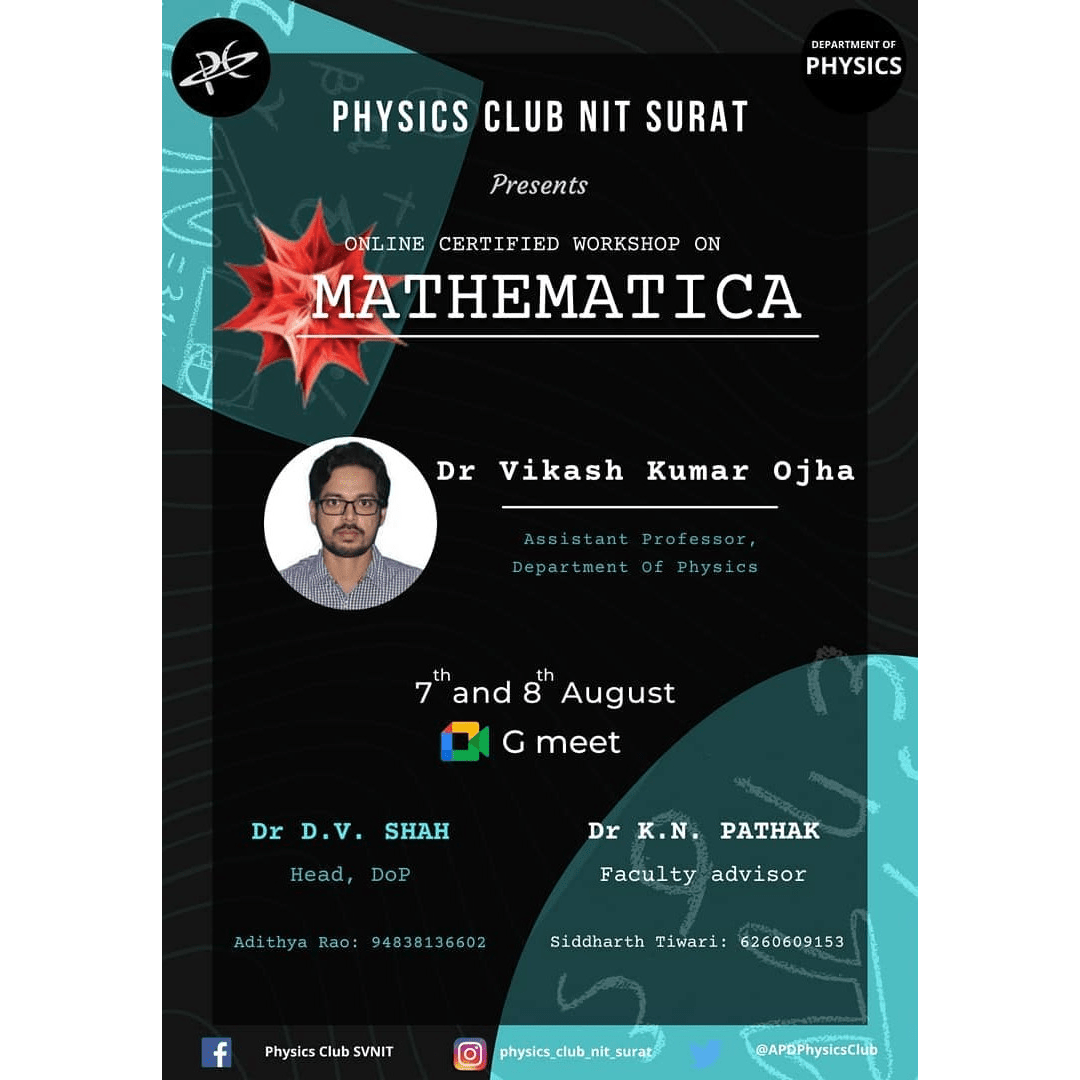 DEPARTMENT OF
PHYSICS
PHYSICS CLUB NIT SURAT
Presents
ONLINE CERTIFIED WORKSHOP ON
MATHEMATICA
Dr Vikash Kumar Ojha
Assistant Professor,
Department Of Physics
7th and 8th August
G meet
Dr D.V. SHAH
Head, DoP
Dr K.N. PATHAK
Faculty advisor
Adithya Rao: 94838136602
Siddharth Tiwari: 6260609153
Physics Club SVNIT
physics_club_nit_surat
@APDPhysicsClub